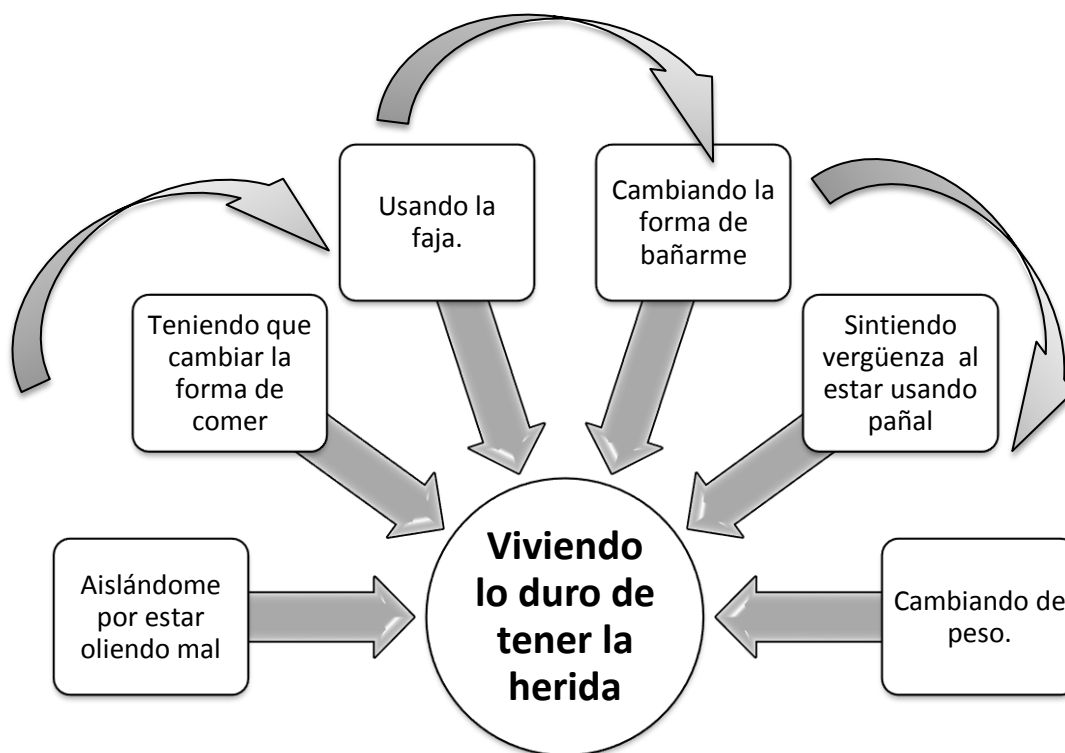 Usando la
faja.
Cambiando la
forma de
bañarme
Teniendo que
cambiar la
forma de
comer
Sintiendo
vergüenza al
estar usando
pañal
Aislándome
por estar
oliendo mal
Viviendo
lo duro de
tener la
herida
Cambiando de
peso.